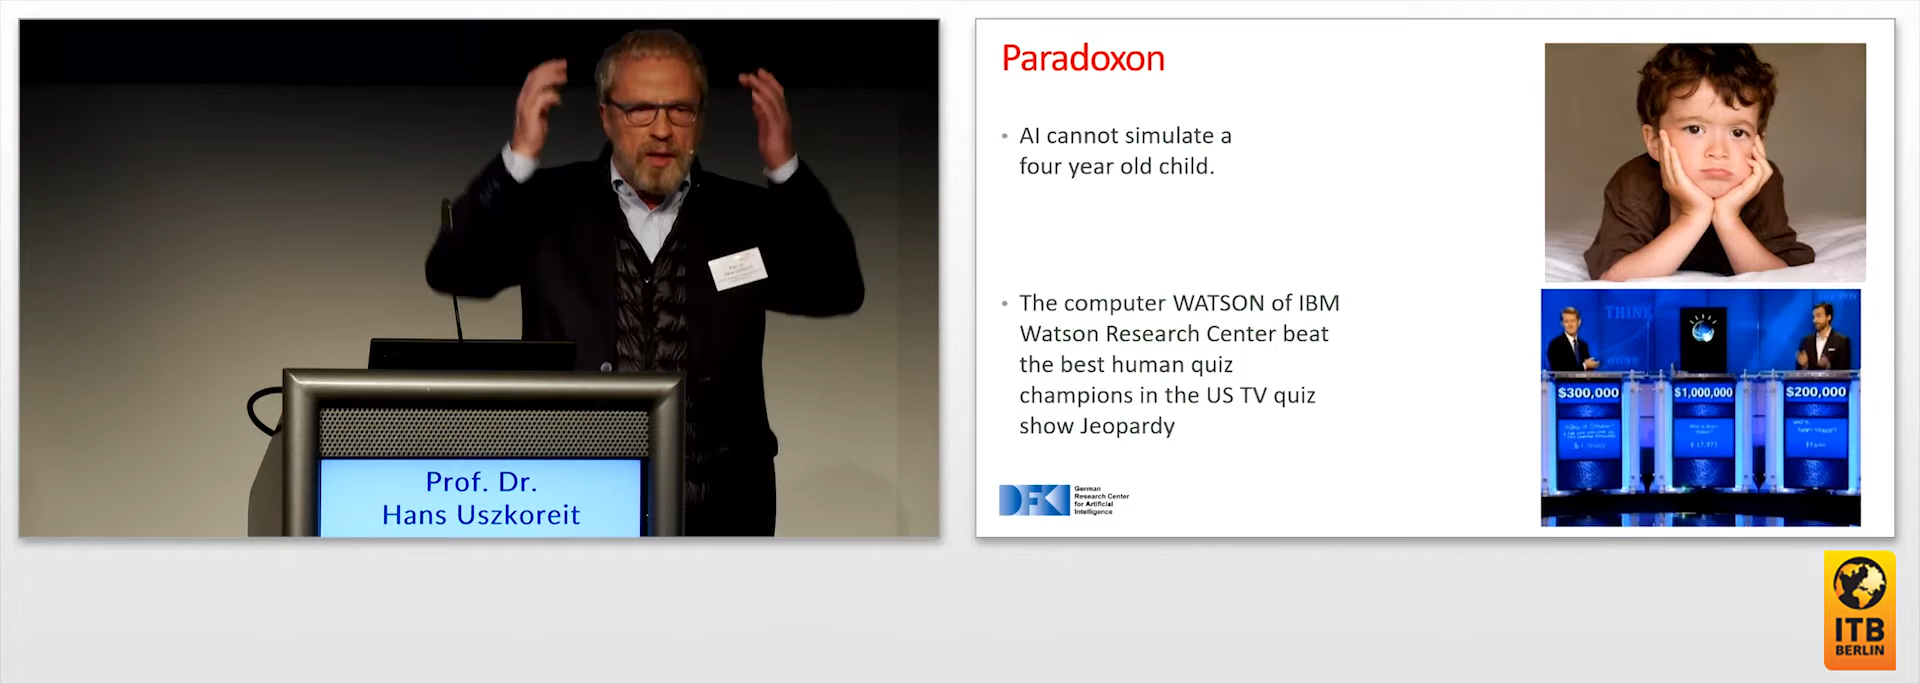 Prof. Dr.
Hans Uszkoreit
Paradoxon
• AI cannot simulate a
four year old child.
• The computer WATSON of IBM
Watson Research Center beat
the best human quiz
champions in the US TV quiz
show Jeopardy
DFKI
German
Research Center
for Artificial
Intelligence
THINK
$300,000
$1,000,000
$200,000
ITB
BERLIN